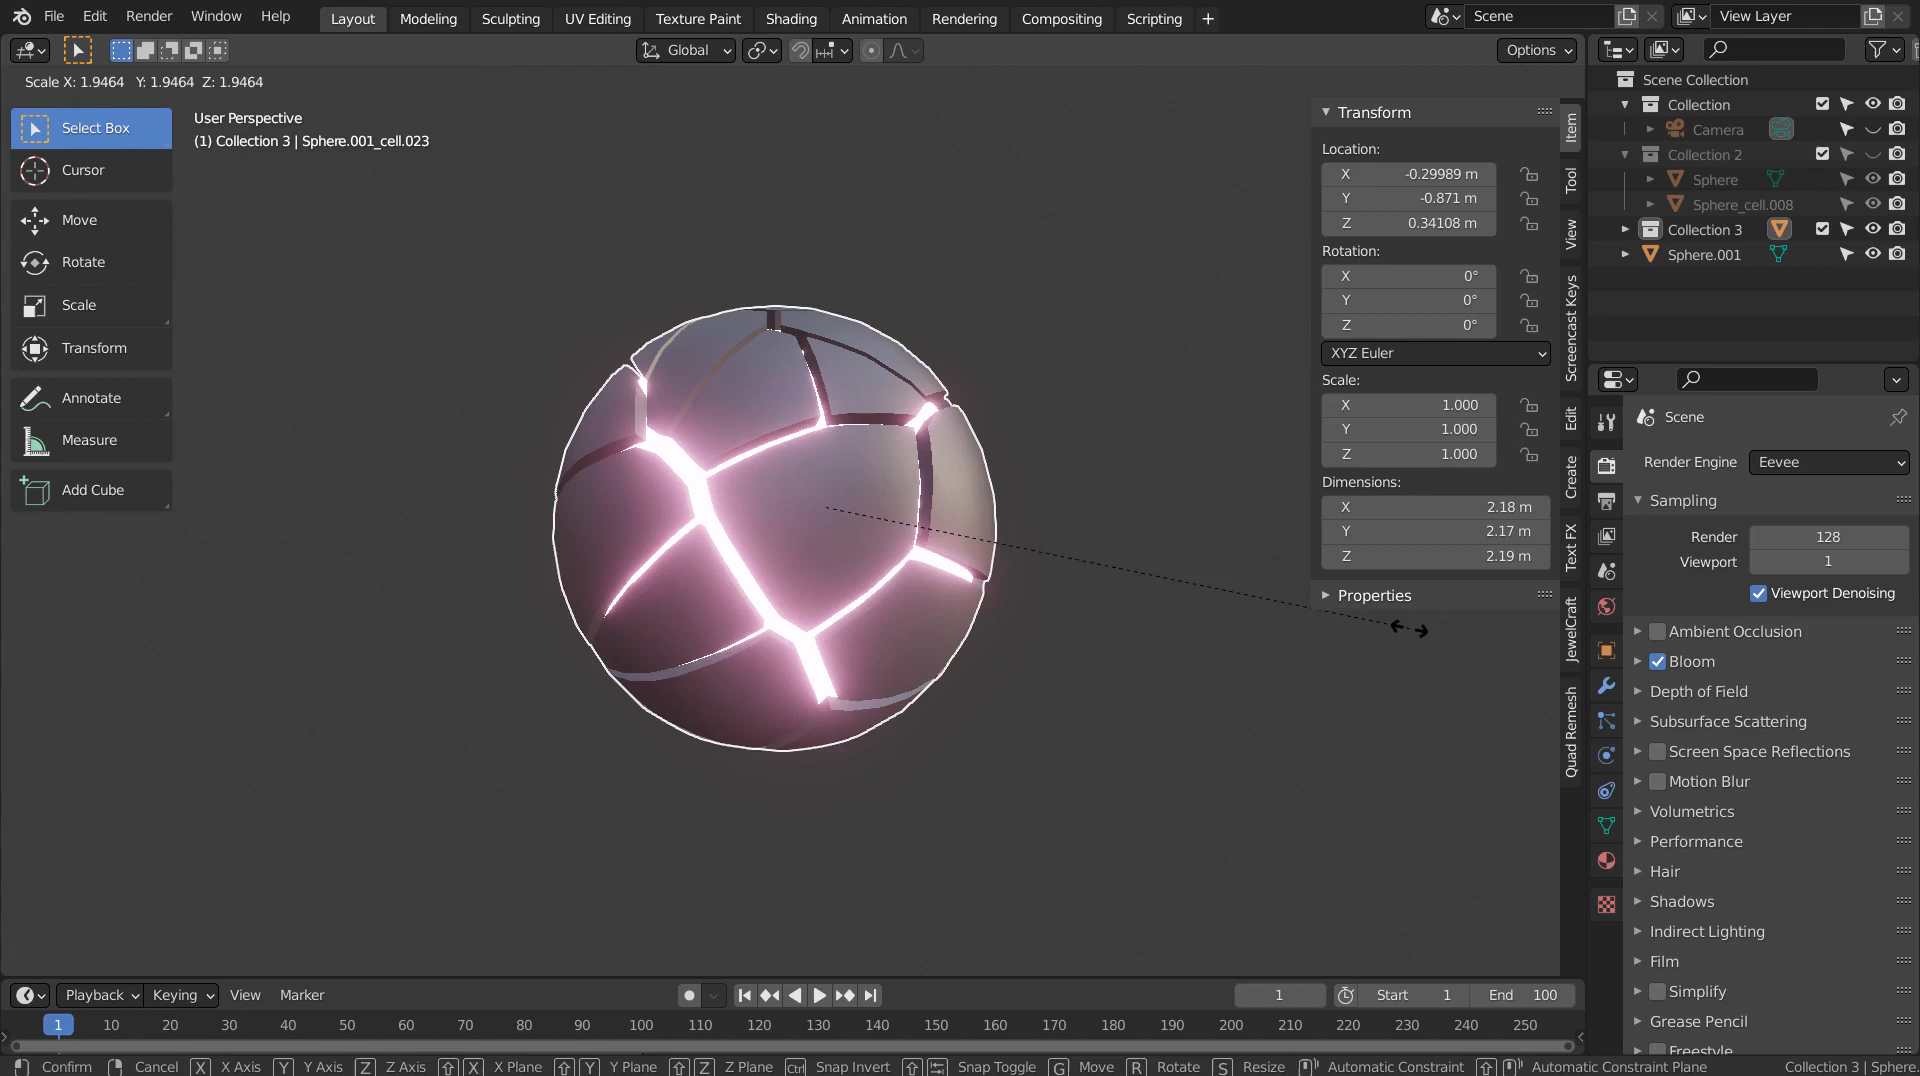 File Edit Render Window Help Layout Modeling Sculpting UV Editing Texture Paint Shading Animation Rendering Compositing Scripting + Scene View Layer
Global Options
Scale X: 1.9464 Y: 1.9464 Z: 1.9464
Select Box
Cursor
Move
Rotate
Scale
Transform
Annotate
Measure
Add Cube
User Perspective
(1) Collection 3 | Sphere.001_cell.023
Transform
Location:
X -0.29989 m
Y -0.871 m
Z 0.34108 m
Rotation:
X 0°
Y 0°
Z 0°
XYZ Euler
Scale:
X 1.000
Y 1.000
Z 1.000
Dimensions:
X 2.18 m
Y 2.17 m
Z 2.19 m
Properties
Item
Tool
View
Screencast Keys
Edit
Create
Text FX
JewelCraft
Quad Remesh
Scene Collection
Collection
Camera
Collection 2
Sphere
Sphere_cell.008
Collection 3
Sphere.001
Scene
Render Engine Eevee
Sampling
Render 128
Viewport 1
Viewport Denoising
Ambient Occlusion
Bloom
Depth of Field
Subsurface Scattering
Screen Space Reflections
Motion Blur
Volumetrics
Performance
Hair
Shadows
Indirect Lighting
Film
Simplify
Grease Pencil
Freestyle
Playback Keying View Marker 1 Start 1 End 100
1 10 20 30 40 50 60 70 80 90 100 110 120 130 140 150 160 170 180 190 200 210 220 230 240 250
Confirm Cancel X X Axis Y Y Axis Z Z Axis X X Plane Y Y Plane Z Z Plane Ctrl Snap Invert Snap Toggle G Move R Rotate S Resize Automatic Constraint Automatic Constraint Plane Collection 3 | Sphere.